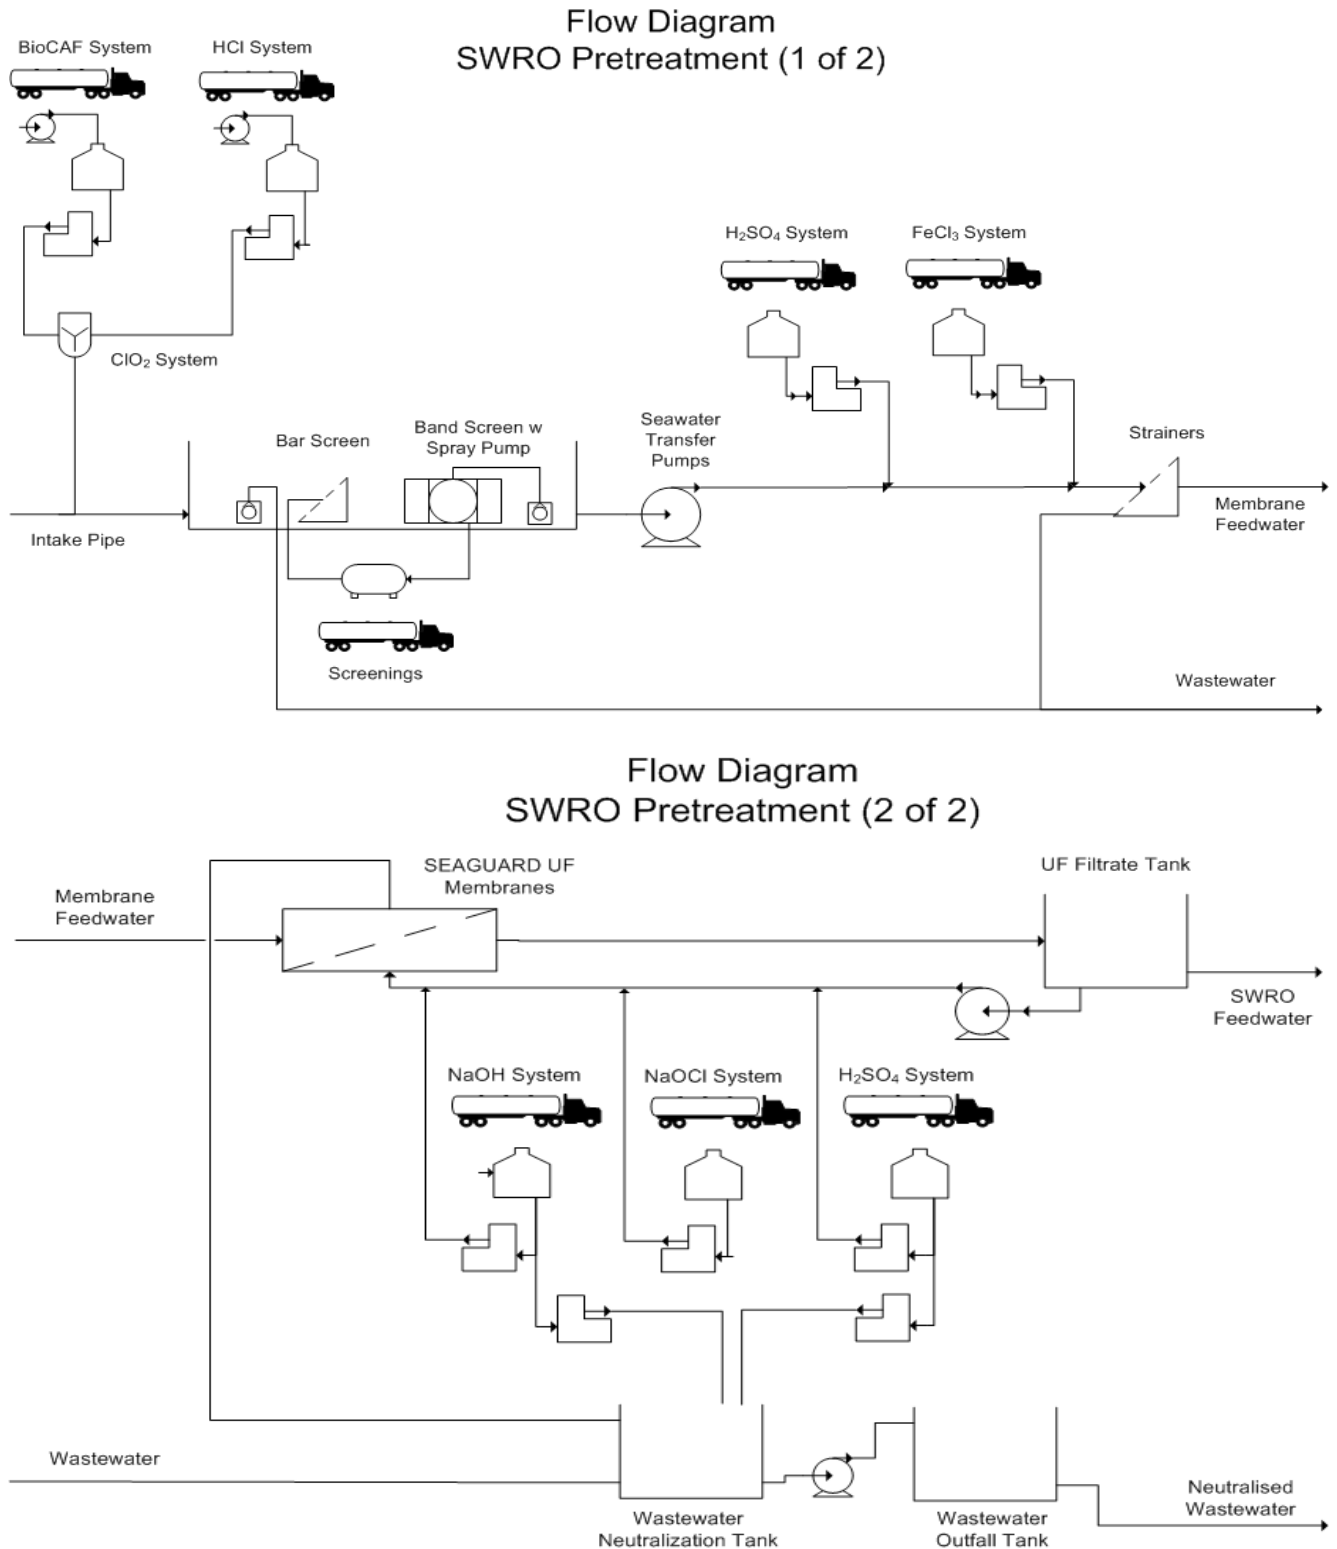 Flow Diagram
SWRO Pretreatment (1 of 2)
BioCAF System
HCl System
H₂SO₄ System
FeCl₃ System
ClO₂ System
Bar Screen
Band Screen w
Spray Pump
Seawater
Transfer
Pumps
Strainers
Intake Pipe
Membrane
Feedwater
Screenings
Wastewater
Flow Diagram
SWRO Pretreatment (2 of 2)
Membrane
Feedwater
SEAGUARD UF
Membranes
UF Filtrate Tank
SWRO
Feedwater
NaOH System
NaOCl System
H₂SO₄ System
Wastewater
Wastewater
Neutralization Tank
Wastewater
Outfall Tank
Neutralised
Wastewater